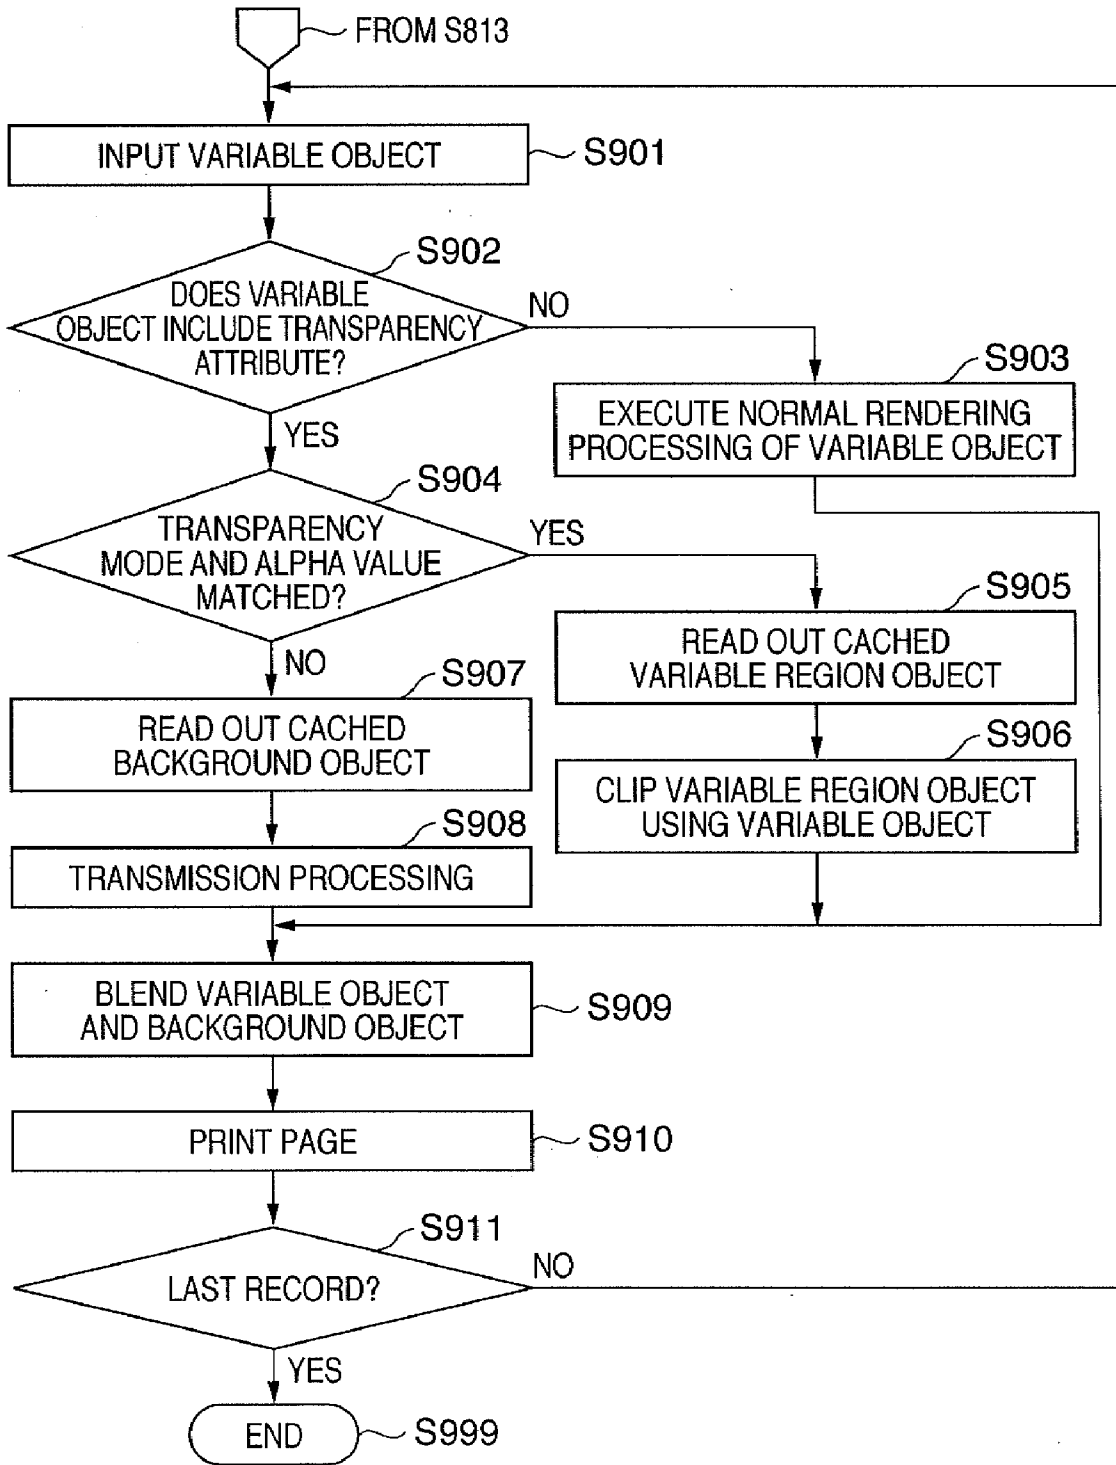 FROM S813
INPUT VARIABLE OBJECT
S901
S902
DOES VARIABLE
OBJECT INCLUDE TRANSPARENCY
ATTRIBUTE?
NO
YES
S903
EXECUTE NORMAL RENDERING
PROCESSING OF VARIABLE OBJECT
S904
TRANSPARENCY
MODE AND ALPHA VALUE
MATCHED?
YES
NO
S905
READ OUT CACHED
VARIABLE REGION OBJECT
S906
CLIP VARIABLE REGION OBJECT
USING VARIABLE OBJECT
S907
READ OUT CACHED
BACKGROUND OBJECT
S908
TRANSMISSION PROCESSING
BLEND VARIABLE OBJECT
AND BACKGROUND OBJECT
S909
PRINT PAGE
S910
S911
LAST RECORD?
NO
YES
END
S999